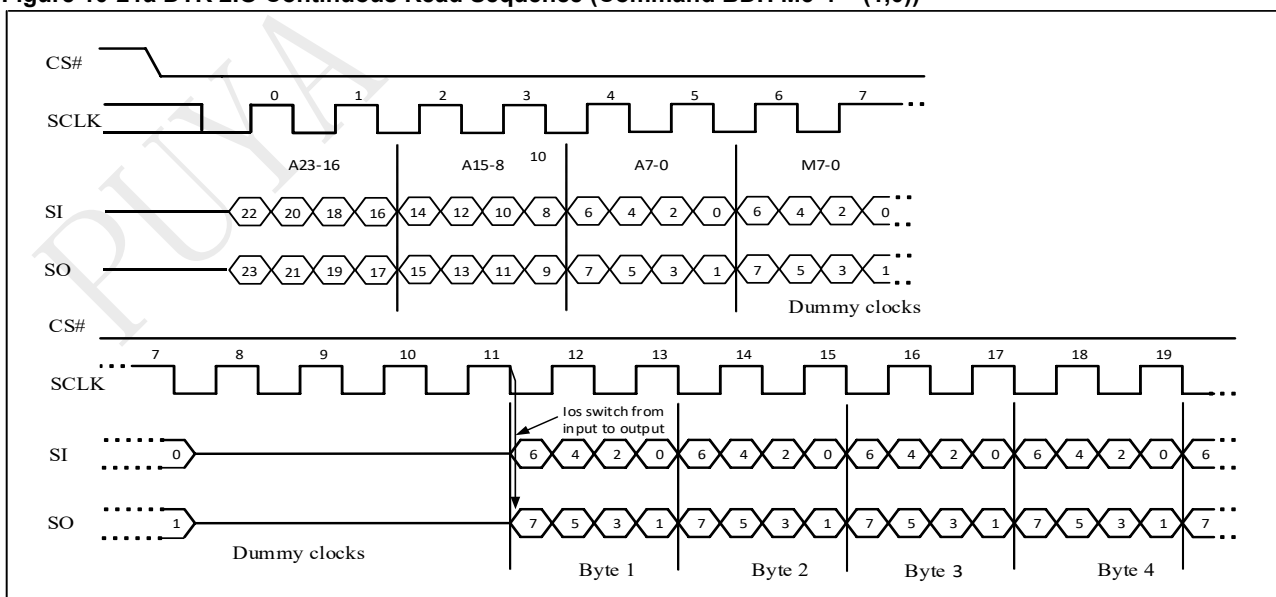 Figure 10-21a DTR 2IO Continuous Read Sequence (Command BDH M5-4 = (1,0))
PUYA
CS#
0 1 2 3 4 5 6 7
SCLK
A23-16 A15-8 10 A7-0 M7-0
SI 22 20 18 16 14 12 10 8 6 4 2 0 6 4 2 0
SO 23 21 19 17 15 13 11 9 7 5 3 1 7 5 3 1
Dummy clocks
CS#
7 8 9 10 11 12 13 14 15 16 17 18 19
SCLK
Ios switch from
input to output
SI 0 6 4 2 0 6 4 2 0 6 4 2 0 6 4 2 0 6
SO 1 7 5 3 1 7 5 3 1 7 5 3 1 7 5 3 1 7
Dummy clocks
Byte 1 Byte 2 Byte 3 Byte 4